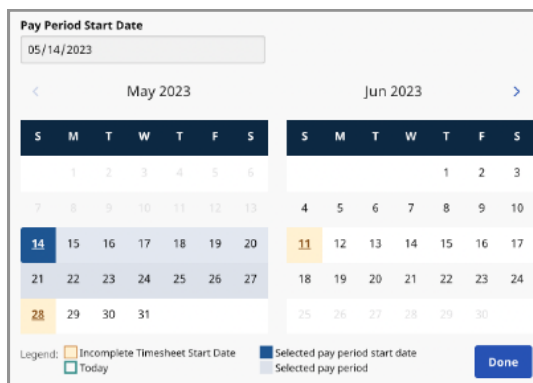 Pay Period Start Date
05/14/2023
< May 2023 Jun 2023 >
S M T W T F S S M T W T F S
1 2 3 4 5 6 1 2 3
7 8 9 10 11 12 13 4 5 6 7 8 9 10
14 15 16 17 18 19 20 11 12 13 14 15 16 17
21 22 23 24 25 26 27 18 19 20 21 22 23 24
28 29 30 31 25 26 27 28 29 30
Legend: Incomplete Timesheet Start Date Selected pay period start date
Today Selected pay period
Done